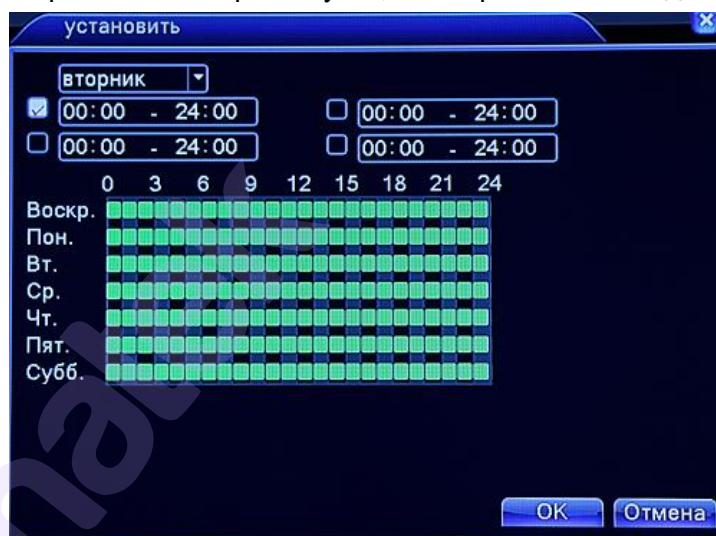 установить
вторник
00:00 - 24:00 00:00 - 24:00
00:00 - 24:00 00:00 - 24:00
0 3 6 9 12 15 18 21 24
Воскр.
Пон.
Вт.
Ср.
Чт.
Пят.
Субб.
OK Отмена